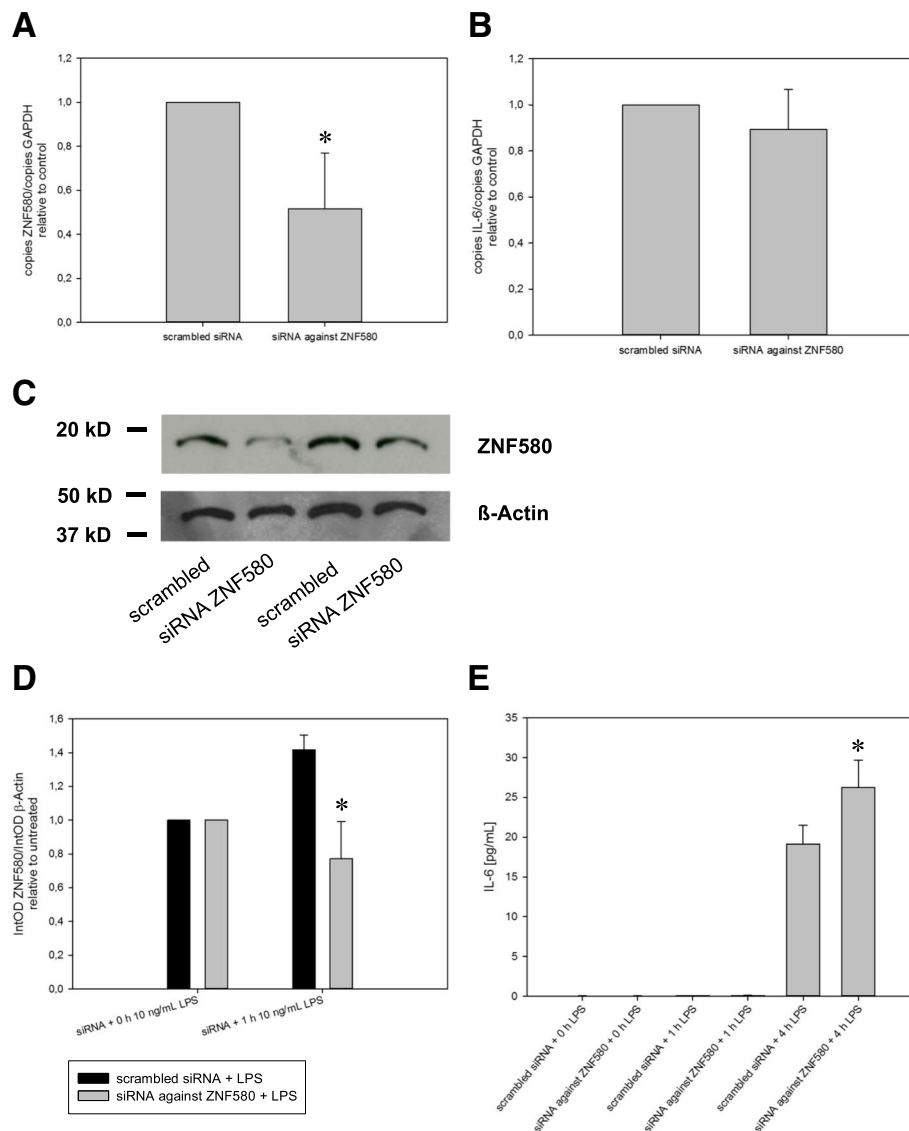 A
1,2
1,0
0,8
0,6
0,4
0,2
0,0
copies ZNF580/copies GAPDH
relative to control
*
scrambled siRNA
siRNA against ZNF580
B
1,2
1,0
0,8
0,6
0,4
0,2
0,0
copies IL-6/copies GAPDH
relative to control
scrambled siRNA
siRNA against ZNF580
C
20 kD
ZNF580
50 kD
ß-Actin
37 kD
scrambled
siRNA ZNF580
scrambled
siRNA ZNF580
D
1,6
1,4
1,2
1,0
0,8
0,6
0,4
0,2
0,0
IntOD ZNF580/IntOD β-Actin
relative to untreated
*
siRNA + 0 h 10 ng/mL LPS
siRNA + 1 h 10 ng/mL LPS
scrambled siRNA + LPS
siRNA against ZNF580 + LPS
E
35
30
25
20
15
10
5
0
IL-6 [pg/mL]
*
scrambled siRNA + 0 h LPS
siRNA against ZNF580 + 0 h LPS
scrambled siRNA + 1 h LPS
siRNA against ZNF580 + 1 h LPS
scrambled siRNA + 4 h LPS
siRNA against ZNF580 + 4 h LPS